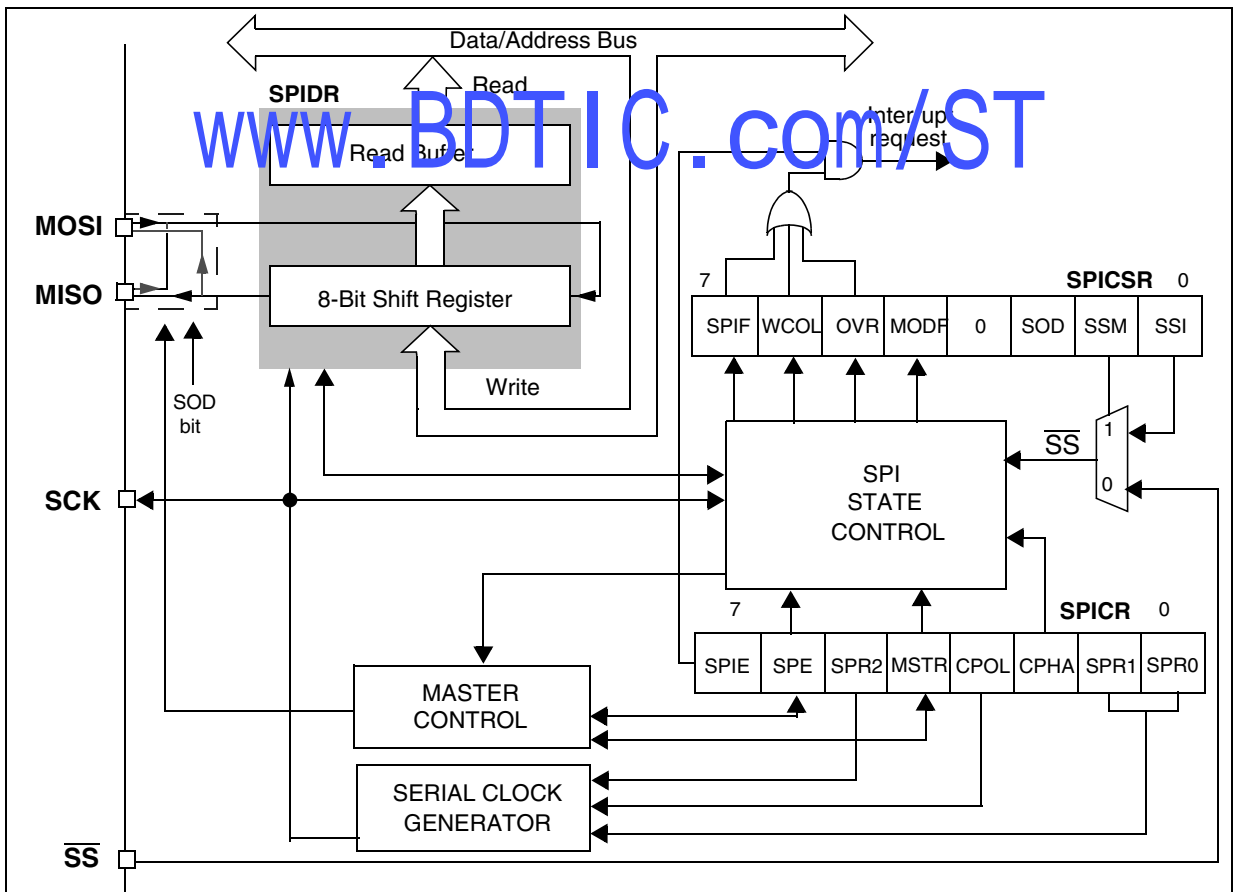 Data/Address Bus
SPIDR
Read
www.BDTIC.com/ST
Read Buffer
Interrupt
request
MOSI
MISO
8-Bit Shift Register
7
SPICSR
0
SPIF
WCOL
OVR
MODF
0
SOD
SSM
SSI
Write
SOD
bit
1
SS
0
SCK
SPI
STATE
CONTROL
7
SPICR
0
SPIE
SPE
SPR2
MSTR
CPOL
CPHA
SPR1
SPR0
MASTER
CONTROL
SERIAL CLOCK
GENERATOR
SS